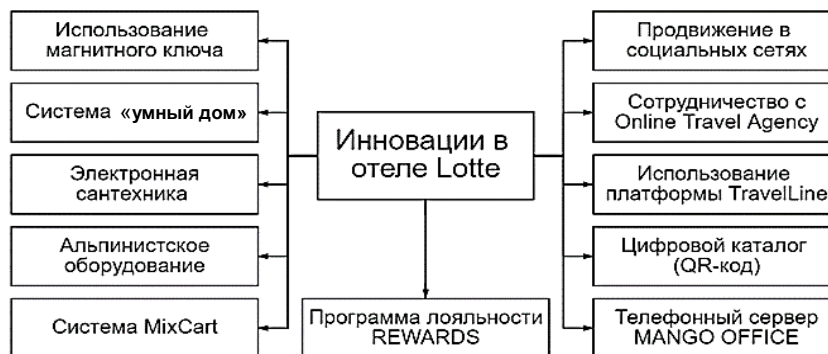 Использование
магнитного ключа
Система «умный дом»
Электронная
сантехника
Альпинистское
оборудование
Система MixCart
Инновации в
отеле Lotte
Программа лояльности
REWARDS
Продвижение в
социальных сетях
Сотрудничество с
Online Travel Agency
Использование
платформы TravelLine
Цифровой каталог
(QR-код)
Телефонный сервер
MANGO OFFICE